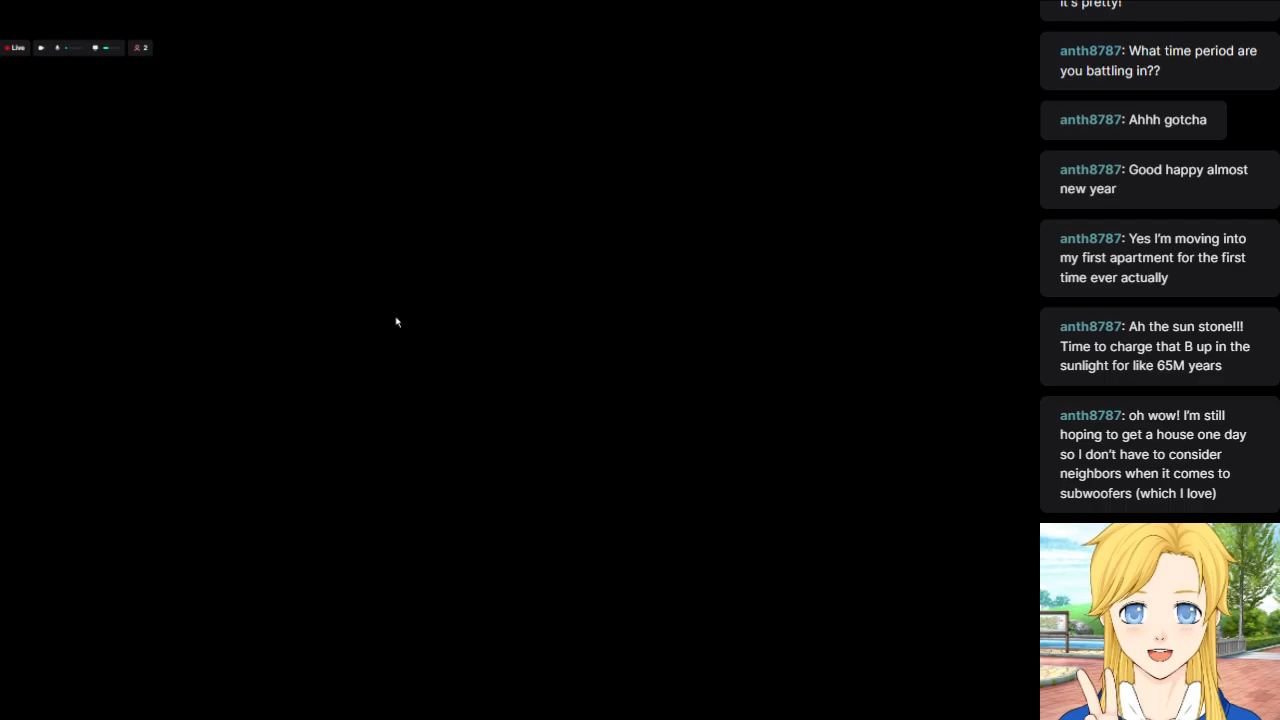 it's pretty!
Live
2
anth8787: What time period are
you battling in??
anth8787: Ahhh gotcha
anth8787: Good happy almost
new year
anth8787: Yes I'm moving into
my first apartment for the first
time ever actually
anth8787: Ah the sun stone!!!
Time to charge that B up in the
sunlight for like 65M years
anth8787: oh wow! I'm still
hoping to get a house one day
so I don't have to consider
neighbors when it comes to
subwoofers (which I love)